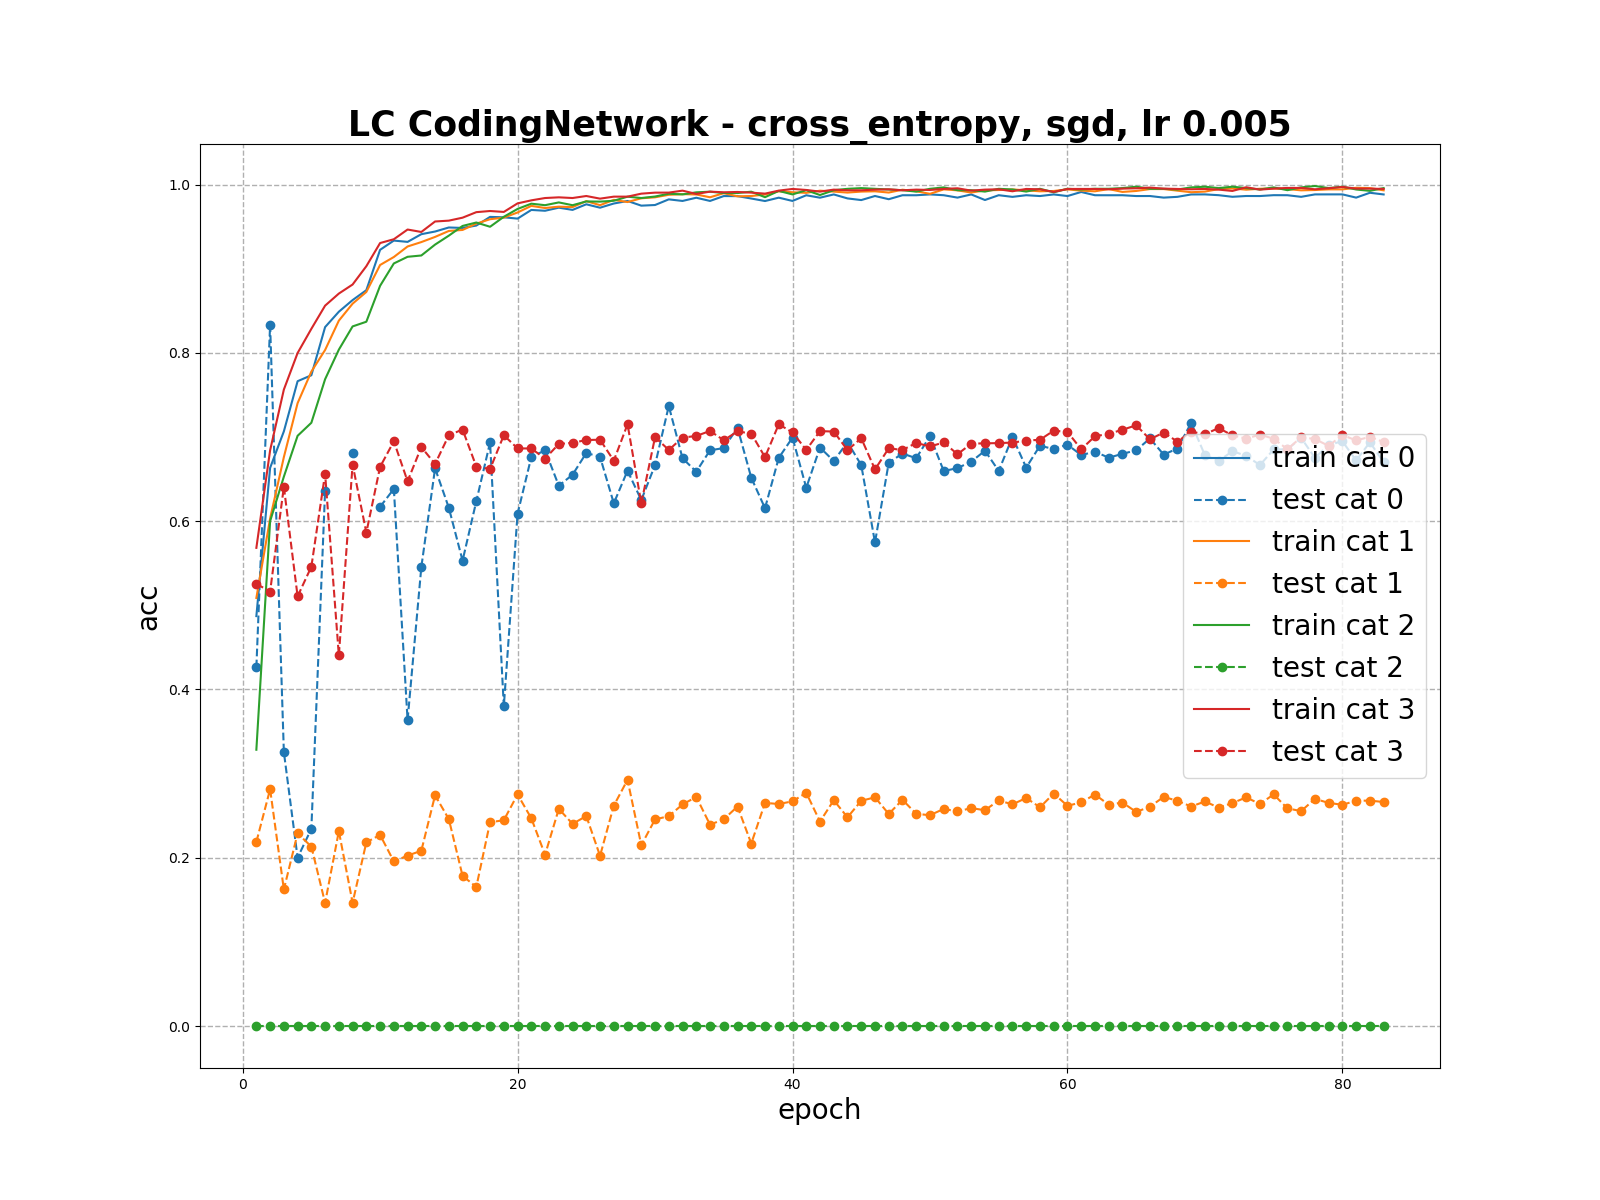 LC CodingNetwork - cross_entropy, sgd, lr 0.005
acc
1.0
0.8
0.6
0.4
0.2
0.0
train cat 0
test cat 0
train cat 1
test cat 1
train cat 2
test cat 2
train cat 3
test cat 3
0 20 40 60 80
epoch